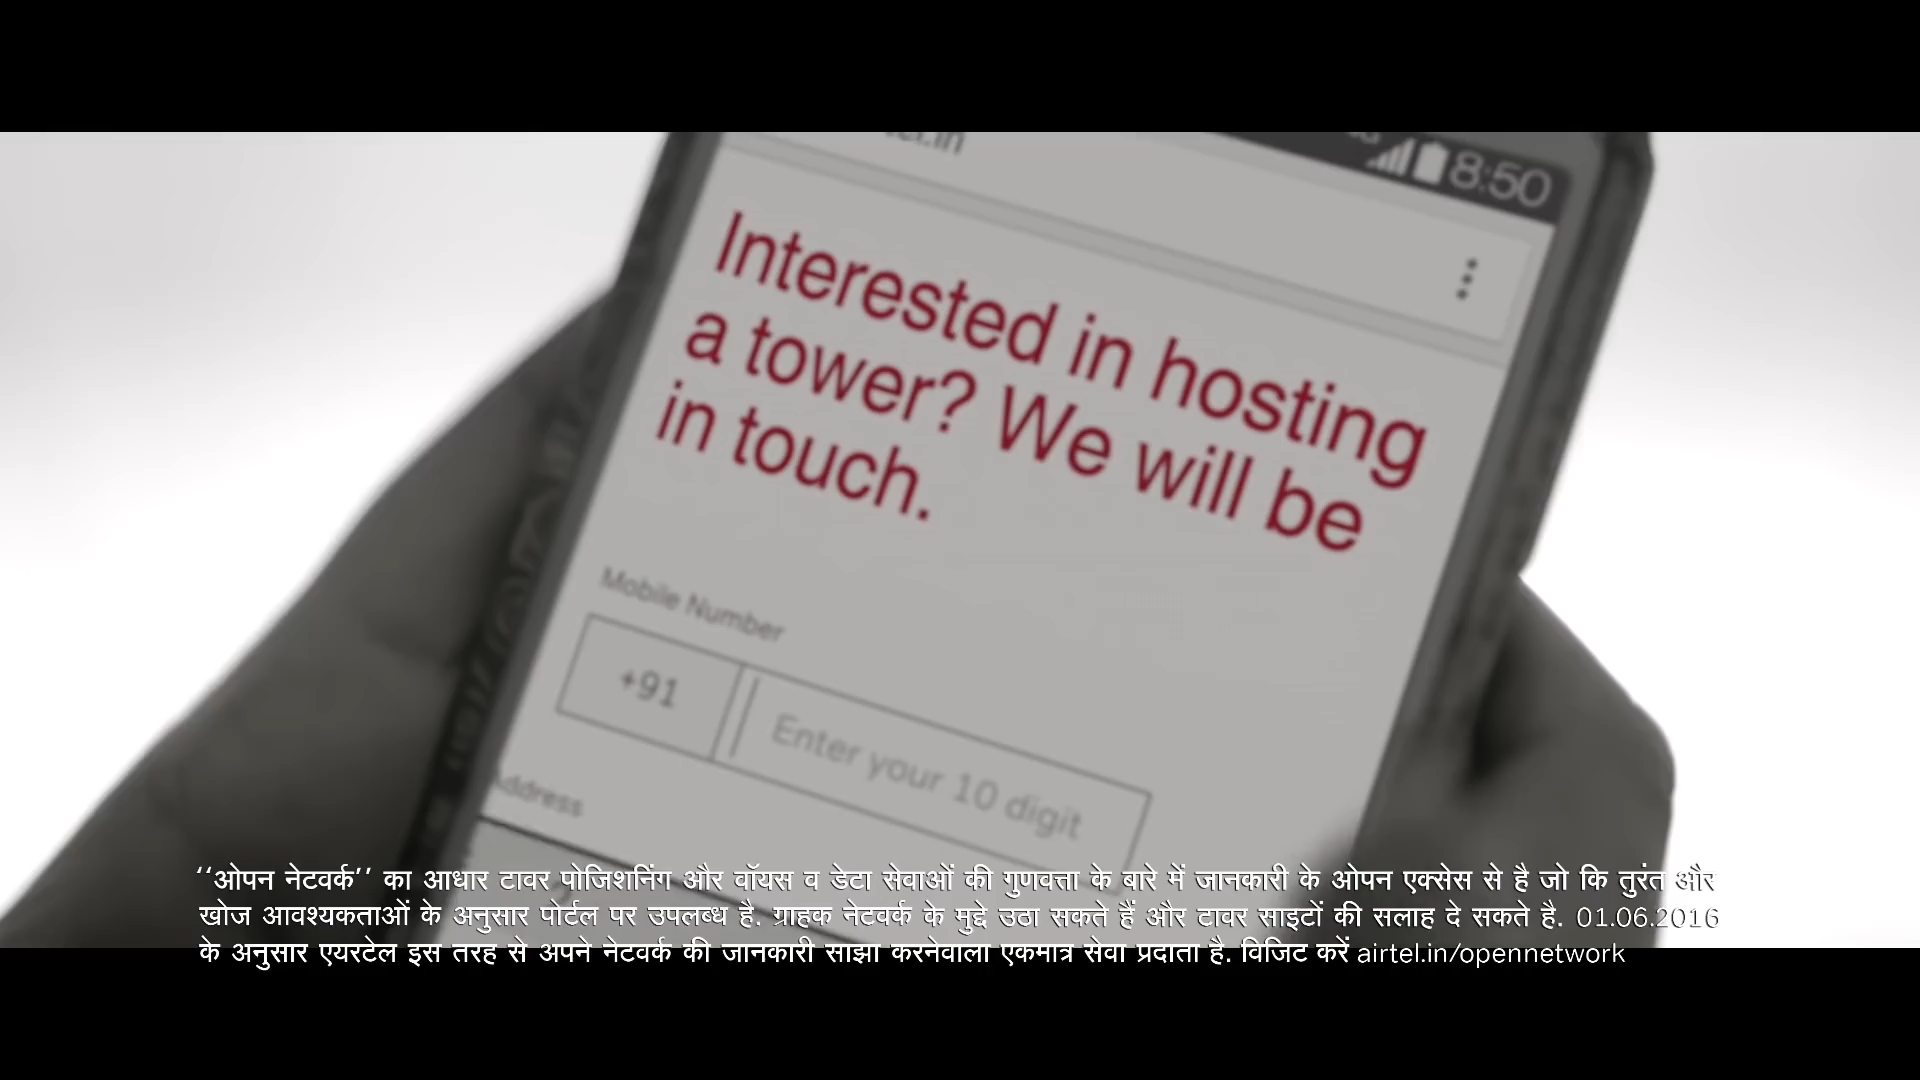 8:50
Interested in hosting
a tower? We will be
in touch.
Mobile Number
+91
Enter your 10 digit
‘‘ओपन नेटवर्क’’ का आधार टावर पोजिशनिंग और वॉयस व डेटा सेवाओं की गुणवत्ता के बारे में जानकारी के ओपन एक्सेस से है जो कि तुरंत और
खोज आवश्यकताओं के अनुसार पोर्टल पर उपलब्ध है. ग्राहक नेटवर्क के मुद्दे उठा सकते हैं और टावर साइटों की सलाह दे सकते है. 01.06.2016
के अनुसार एयरटेल इस तरह से अपने नेटवर्क की जानकारी साझा करनेवाला एकमात्र सेवा प्रदाता है. विजिट करें airtel.in/opennetwork